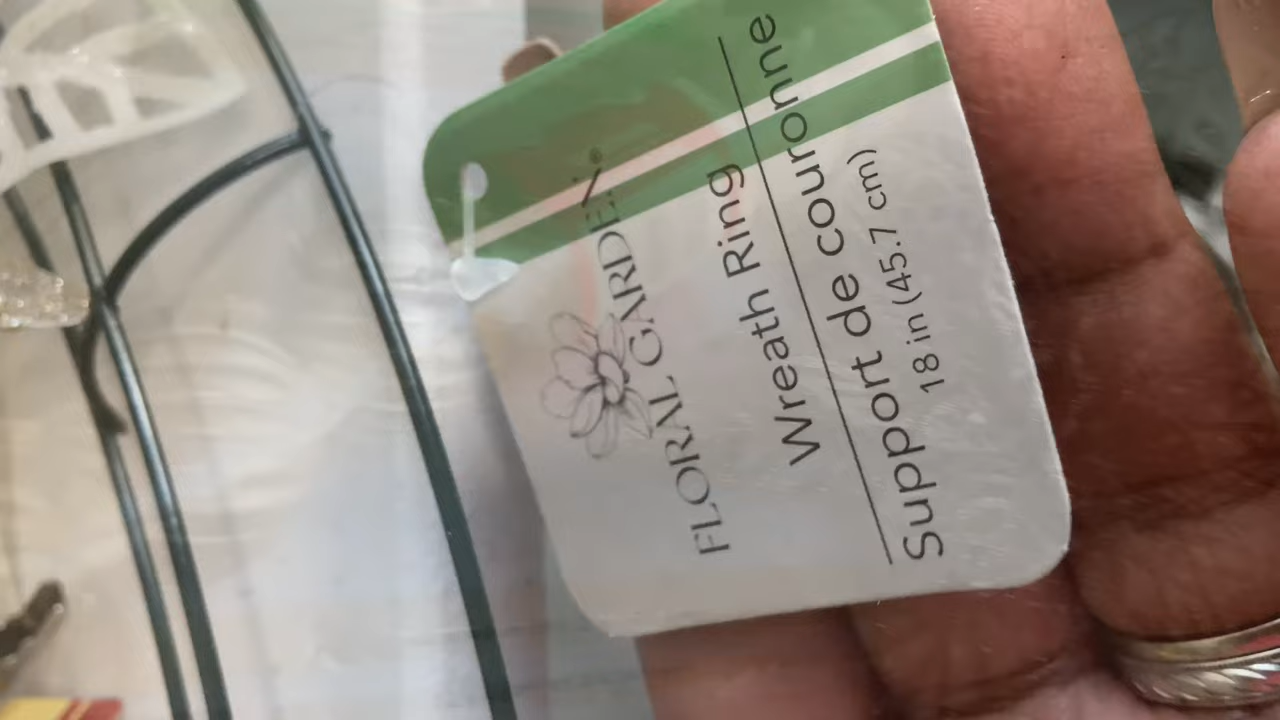 FLORAL GARDEN®
Wreath Ring
Support de couronne
18 in (45.7 cm)